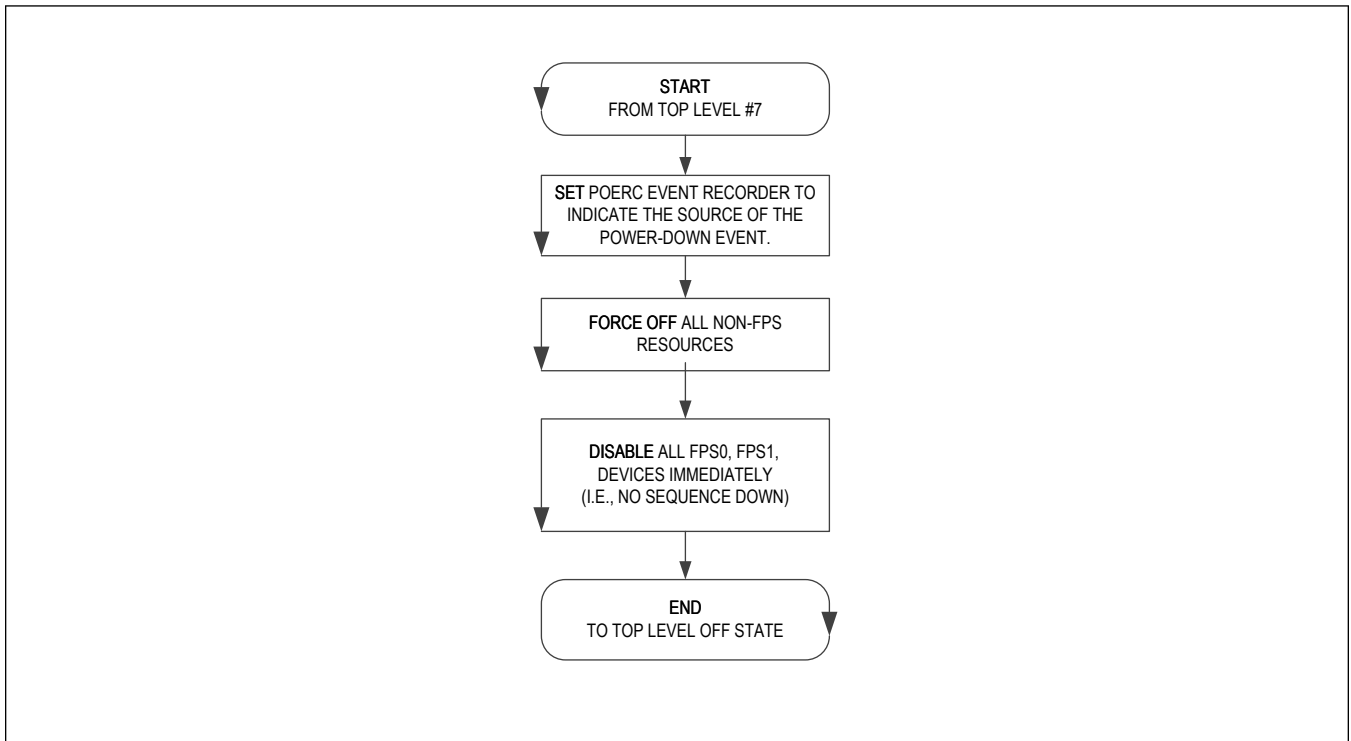 START
FROM TOP LEVEL #7
SET POERC EVENT RECORDER TO
INDICATE THE SOURCE OF THE
POWER-DOWN EVENT.
FORCE OFF ALL NON-FPS
RESOURCES
DISABLE ALL FPS0, FPS1,
DEVICES IMMEDIATELY
(I.E., NO SEQUENCE DOWN)
END
TO TOP LEVEL OFF STATE